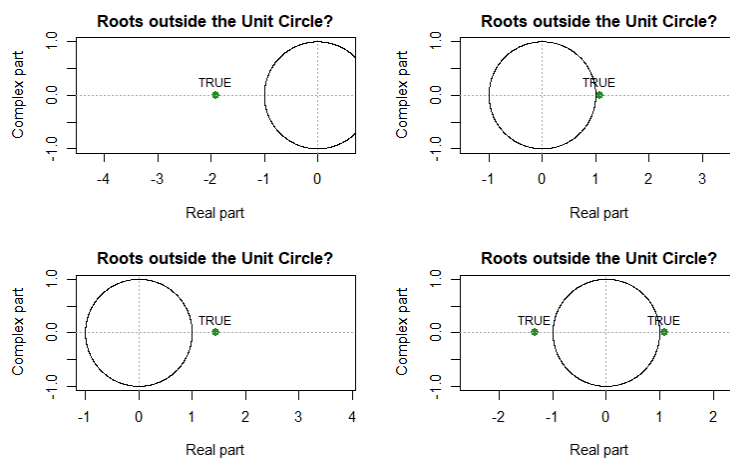 Roots outside the Unit Circle?
Complex part
1.0
0.0
-1.0
TRUE
-4 -3 -2 -1 0
Real part
Roots outside the Unit Circle?
Complex part
1.0
0.0
-1.0
TRUE
-1 0 1 2 3
Real part
Roots outside the Unit Circle?
Complex part
1.0
0.0
-1.0
TRUE
-1 0 1 2 3 4
Real part
Roots outside the Unit Circle?
Complex part
1.0
0.0
-1.0
TRUE TRUE
-2 -1 0 1 2
Real part